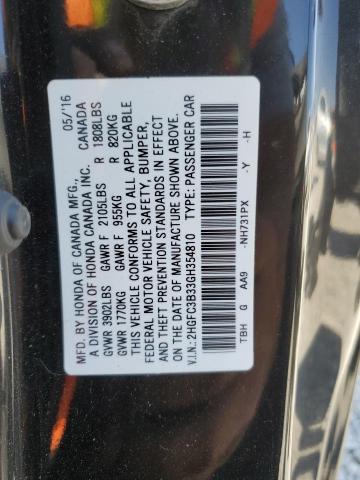 MFD. BY HONDA OF CANADA MFG., 05/16
A DIVISION OF HONDA CANADA INC. CANADA
GVWR 3902LBS GAWR F 2105LBS R 1808LBS
GVWR 1770KG GAWR F 955KG R 820KG
THIS VEHICLE CONFORMS TO ALL APPLICABLE
FEDERAL MOTOR VEHICLE SAFETY, BUMPER,
AND THEFT PREVENTION STANDARDS IN EFFECT
ON THE DATE OF MANUFACTURE SHOWN ABOVE.
V.I.N.: 2HGFC3B33GH354810 TYPE: PASSENGER CAR
TBH G AA9 -NH731PX -Y -H